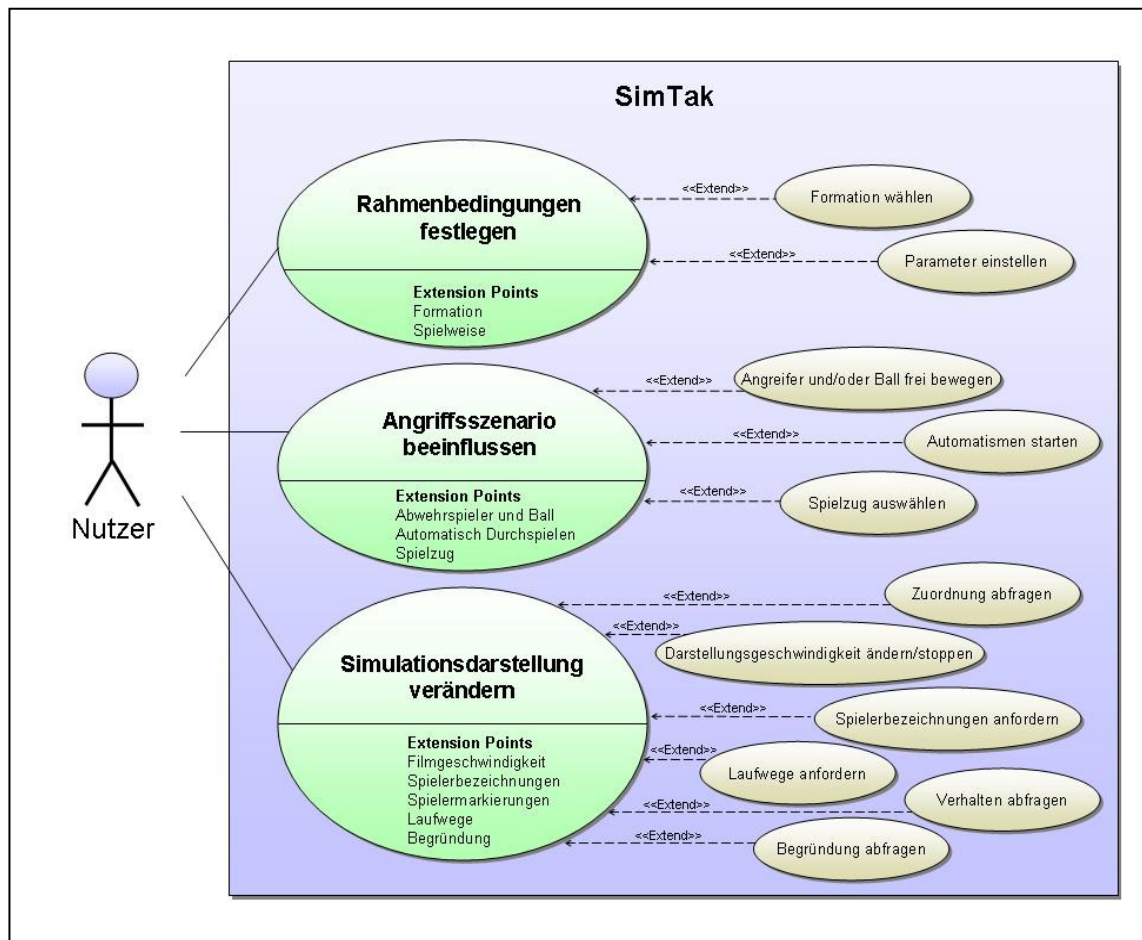 SimTak
Rahmenbedingungen
festlegen
Extension Points
Formation
Spielweise
<<Extend>>
Formation wählen
<<Extend>>
Parameter einstellen
Angriffsszenario
beeinflussen
Extension Points
Abwehrspieler und Ball
Automatisch Durchspielen
Spielzug
<<Extend>>
Angreifer und/oder Ball frei bewegen
<<Extend>>
Automatismen starten
<<Extend>>
Spielzug auswählen
Nutzer
Simulationsdarstellung
verändern
Extension Points
Filmgeschwindigkeit
Spielerbezeichnungen
Spielermarkierungen
Laufwege
Begründung
<<Extend>>
Zuordnung abfragen
<<Extend>>
Darstellungsgeschwindigkeit ändern/stoppen
<<Extend>>
Spielerbezeichnungen anfordern
<<Extend>>
Laufwege anfordern
<<Extend>>
Verhalten abfragen
<<Extend>>
Begründung abfragen